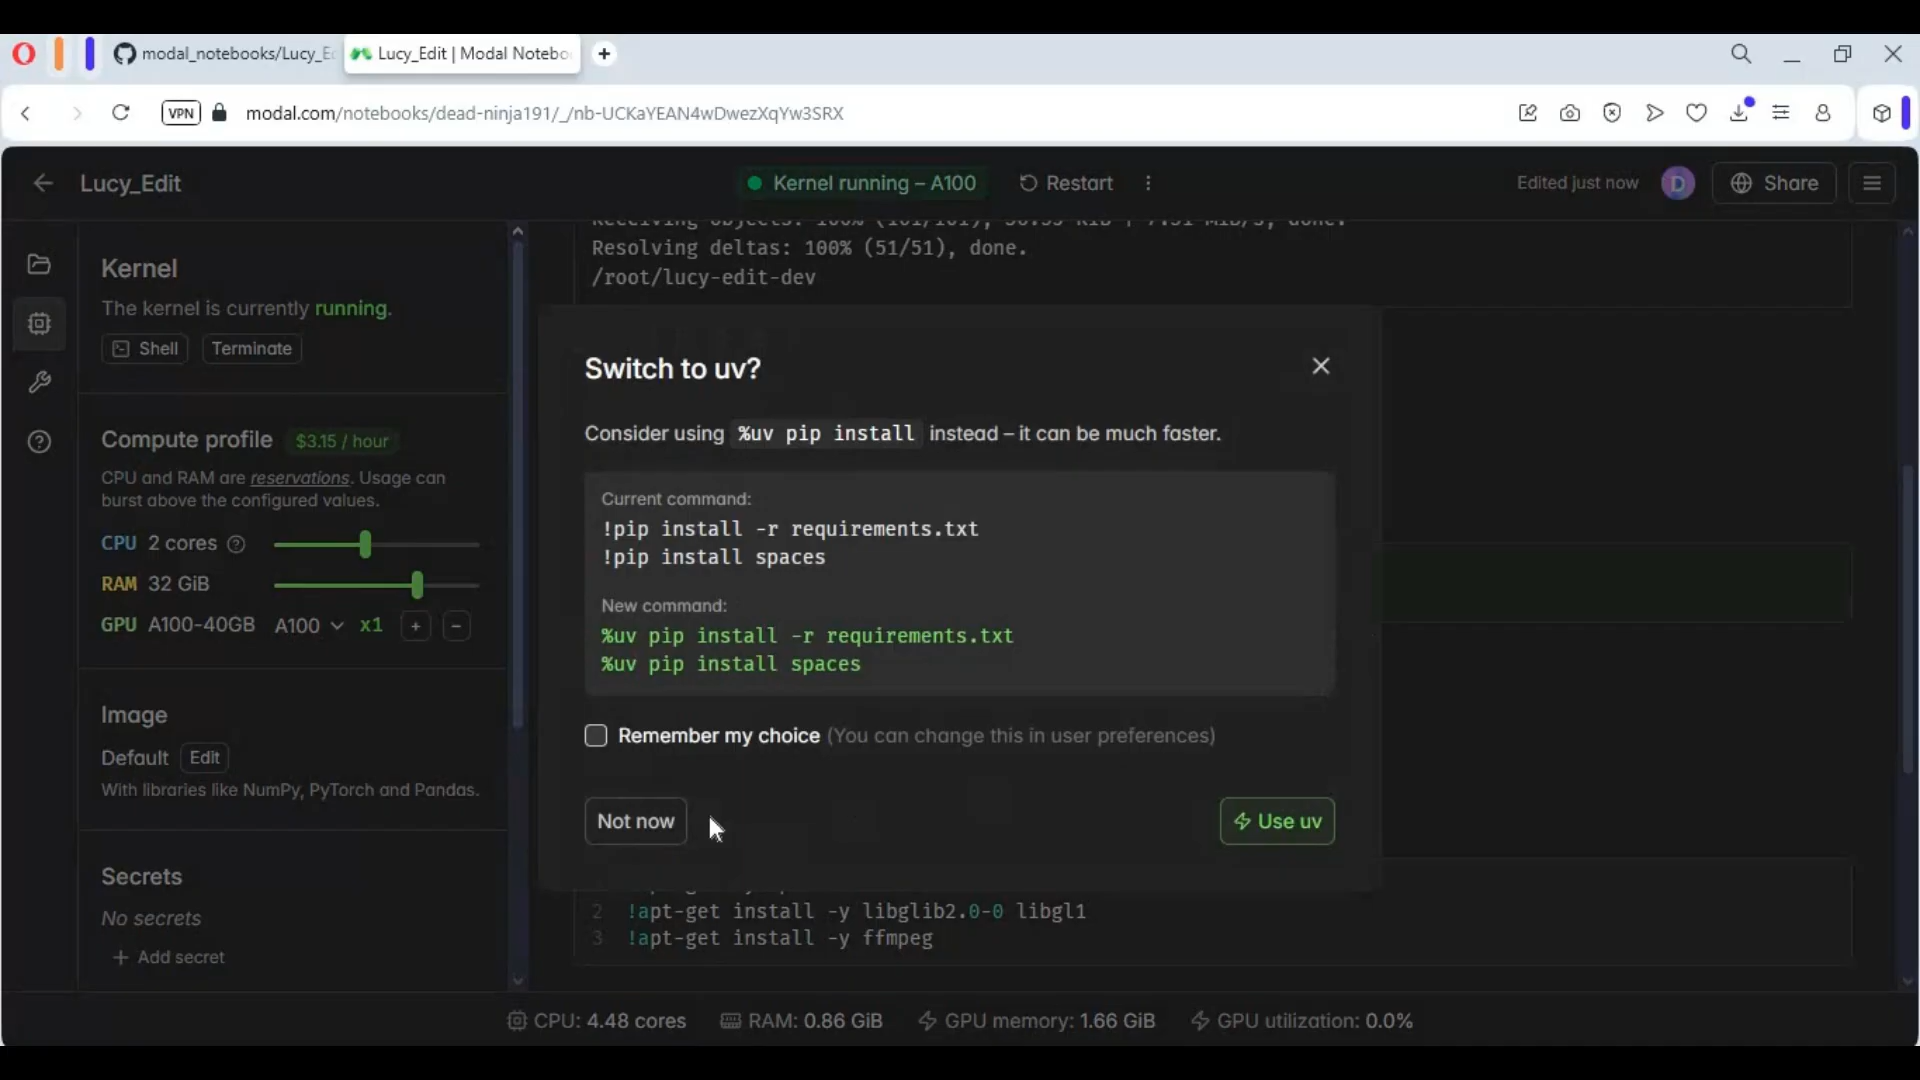 modal_notebooks/Lucy_E
Lucy_Edit | Modal Notebo
VPN
modal.com/notebooks/dead-ninja191/_/nb-UCKaYEAN4wDwezXqYw3SRX
Lucy_Edit
Kernel running – A100
Restart
Edited just now
D
Share
Kernel
The kernel is currently running.
Shell
Terminate
Compute profile
$3.15 / hour
CPU and RAM are reservations. Usage can
burst above the configured values.
CPU 2 cores
RAM 32 GiB
GPU A100-40GB A100 x1 + −
Image
Default Edit
With libraries like NumPy, PyTorch and Pandas.
Secrets
No secrets
+ Add secret
Resolving deltas: 100% (51/51), done.
/root/lucy-edit-dev
Switch to uv?
Consider using %uv pip install instead – it can be much faster.
Current command:
!pip install -r requirements.txt
!pip install spaces
New command:
%uv pip install -r requirements.txt
%uv pip install spaces
Remember my choice (You can change this in user preferences)
Not now
Use uv
2 !apt-get install -y libglib2.0-0 libgl1
3 !apt-get install -y ffmpeg
CPU: 4.48 cores
RAM: 0.86 GiB
GPU memory: 1.66 GiB
GPU utilization: 0.0%